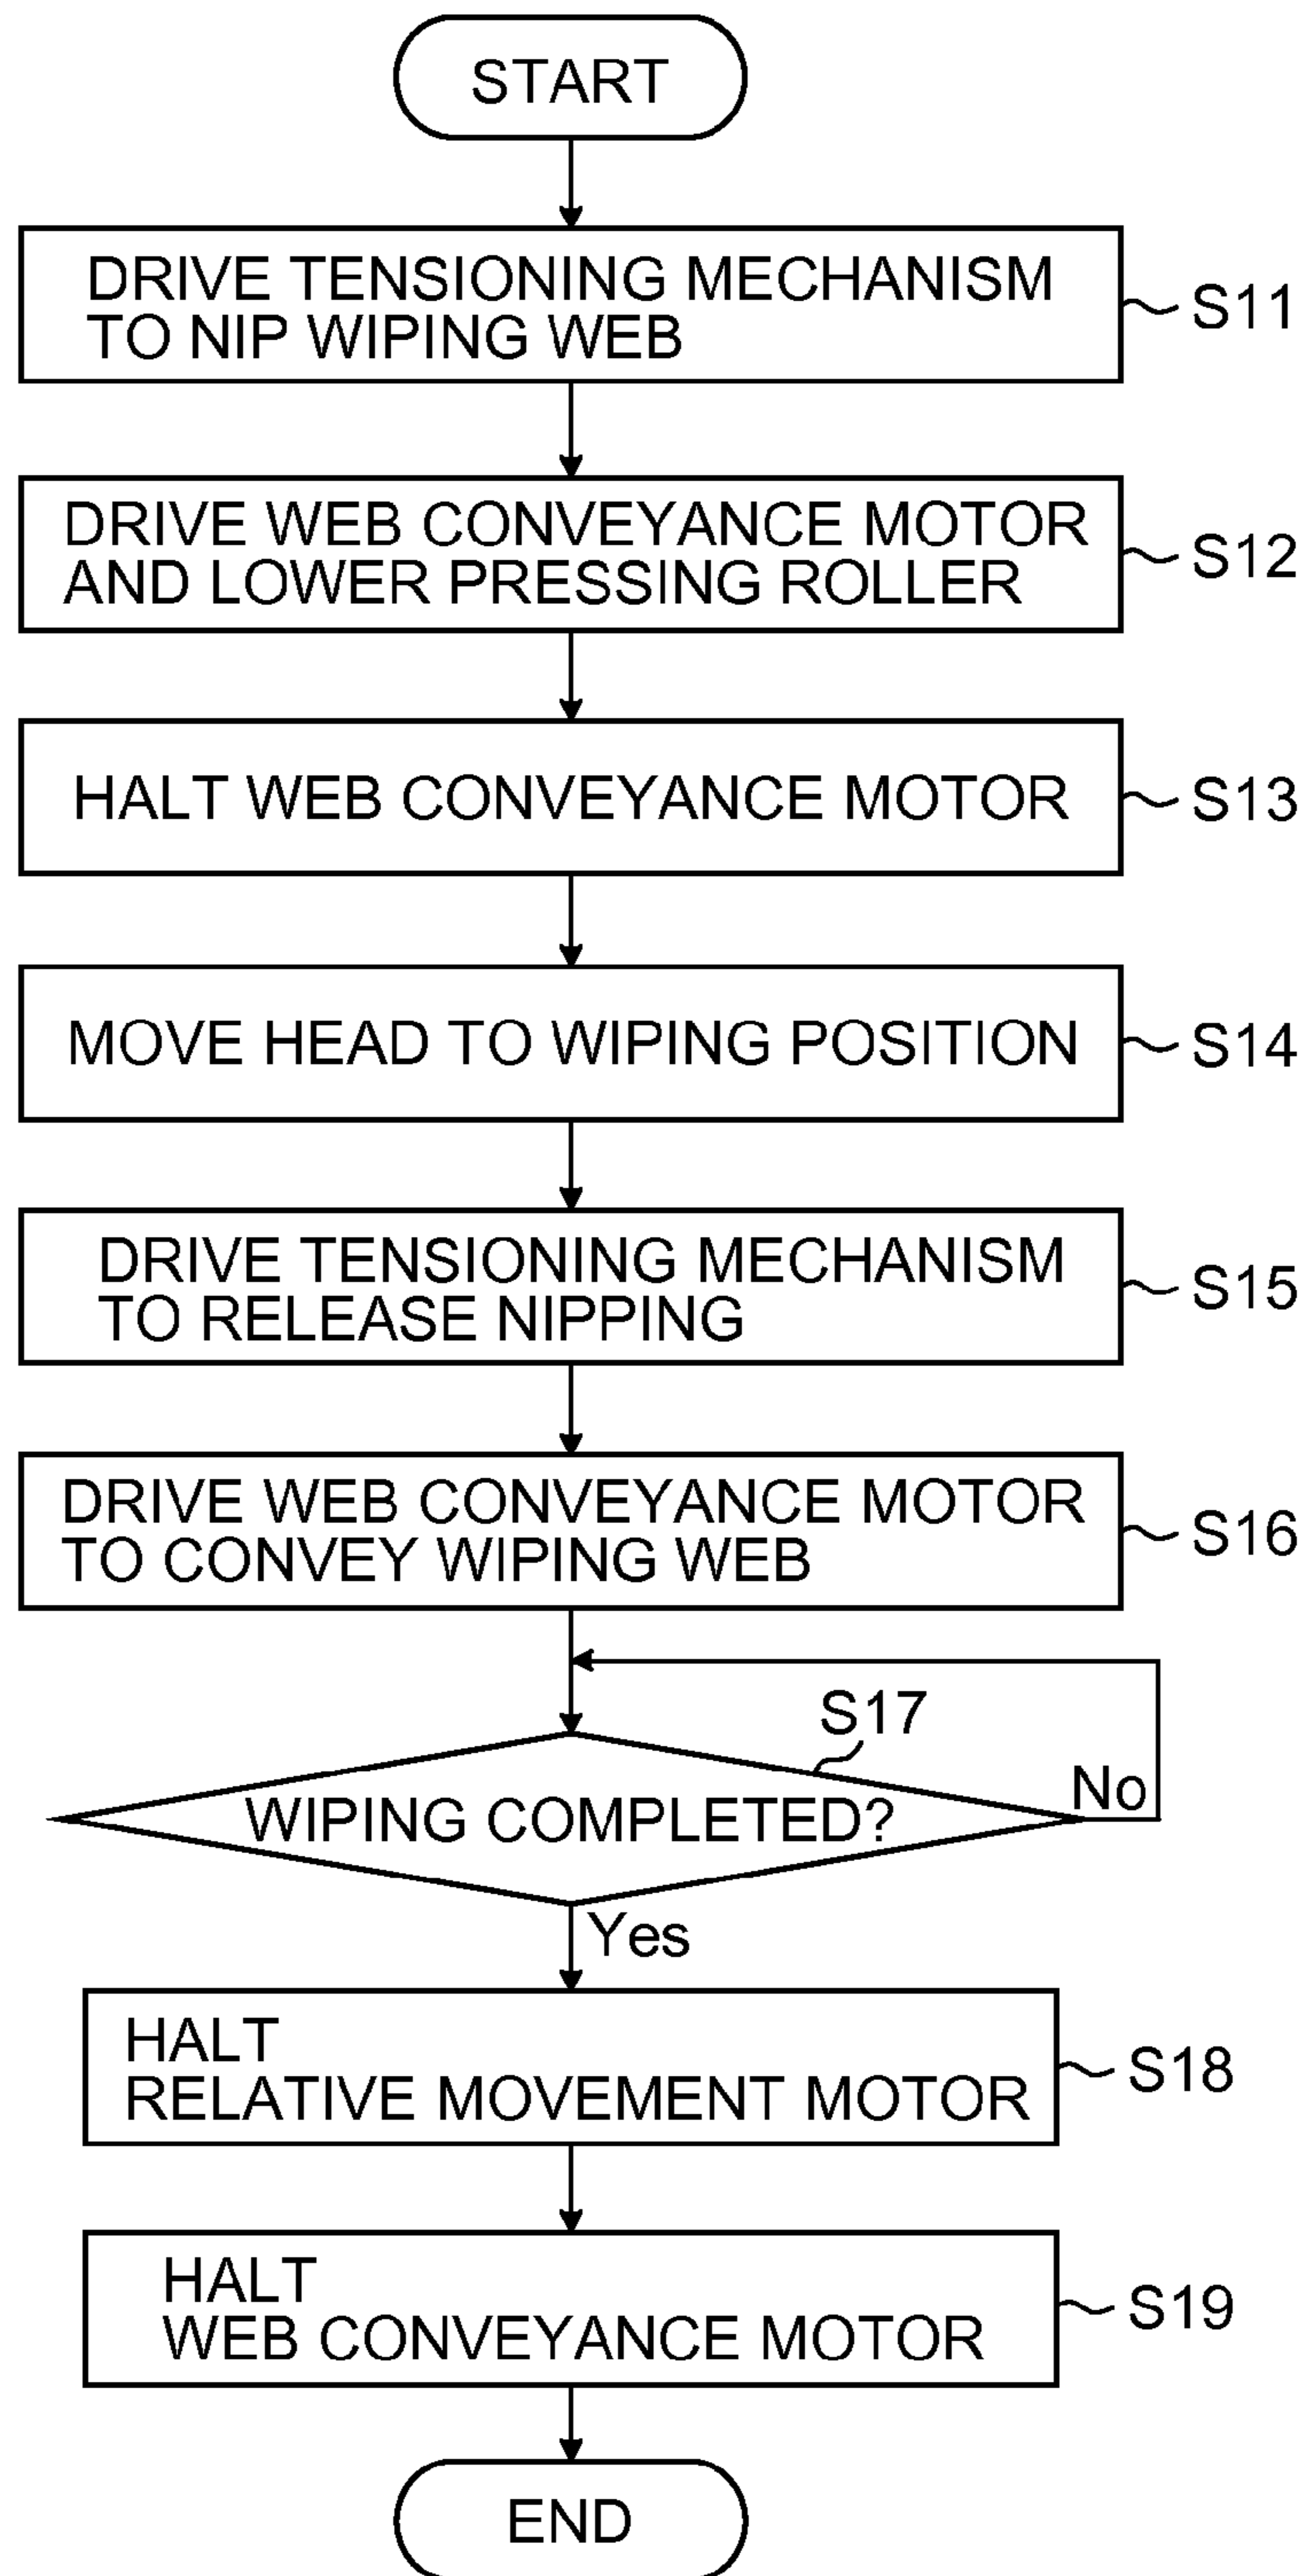 START
DRIVE TENSIONING MECHANISM
TO NIP WIPING WEB
S11
DRIVE WEB CONVEYANCE MOTOR
AND LOWER PRESSING ROLLER
S12
HALT WEB CONVEYANCE MOTOR
S13
MOVE HEAD TO WIPING POSITION
S14
DRIVE TENSIONING MECHANISM
TO RELEASE NIPPING
S15
DRIVE WEB CONVEYANCE MOTOR
TO CONVEY WIPING WEB
S16
S17
WIPING COMPLETED?
No
Yes
HALT
RELATIVE MOVEMENT MOTOR
S18
HALT
WEB CONVEYANCE MOTOR
S19
END